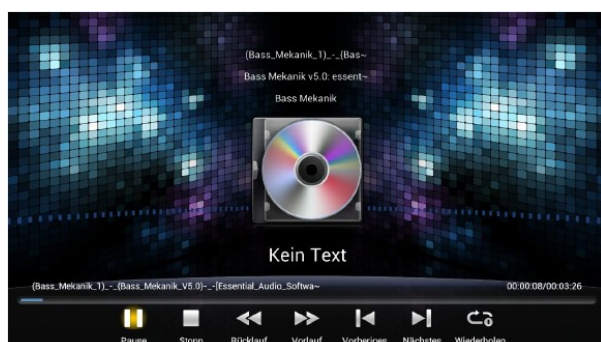 (Bass_Mekanik_1)_-_(Bas~
Bass Mekanik v5.0: essent~
Bass Mekanik
Kein Text
(Bass_Mekanik_1)_-_(Bass_Mekanik_V5.0)-_-[Essential_Audio_Softwa~ 00:00:08/00:03:26
Pause Stopp Rücklauf Vorlauf Vorheriges Nächstes Wiederholen